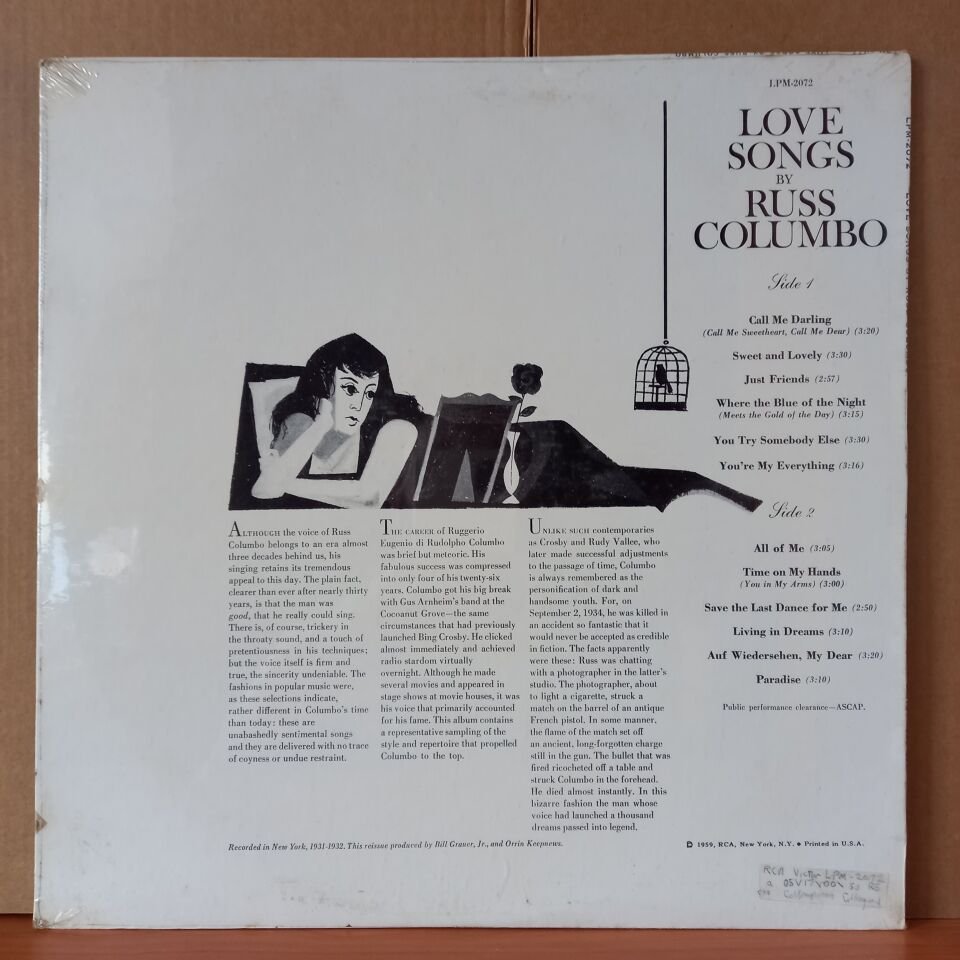 LPM-2072
LOVE
SONGS
BY
RUSS
COLUMBO
Side 1
Call Me Darling
(Call Me Sweetheart, Call Me Dear) (3:20)
Sweet and Lovely (3:30)
Just Friends (2:57)
Where the Blue of the Night
(Meets the Gold of the Day) (3:15)
You Try Somebody Else (3:30)
You're My Everything (3:16)
Side 2
All of Me (3:05)
Time on My Hands
(You in My Arms) (3:00)
Save the Last Dance for Me (2:50)
Living in Dreams (3:10)
Auf Wiedersehen, My Dear (3:20)
Paradise (3:10)
Public performance clearance—ASCAP.
ALTHOUGH the voice of Russ
Columbo belongs to an era almost
three decades behind us, his
singing retains its tremendous
appeal to this day. The plain fact,
clearer than ever after nearly thirty
years, is that the man was
good, that he really could sing.
There is, of course, trickery in
the throaty sound, and a touch of
pretentiousness in his techniques;
but the voice itself is firm and
true, the sincerity undeniable. The
fashions in popular music were,
as these selections indicate,
rather different in Columbo's time
than today: these are
unabashedly sentimental songs
and they are delivered with no trace
of coyness or undue restraint.
THE CAREER of Ruggerio
Eugenio di Rudolpho Columbo
was brief but meteoric. His
fabulous success was compressed
into only four of his twenty-six
years. Columbo got his big break
with Gus Arnheim's band at the
Cocoanut Grove—the same
circumstances that had previously
launched Bing Crosby. He clicked
almost immediately and achieved
radio stardom virtually
overnight. Although he made
several movies and appeared in
stage shows at movie houses, it was
his voice that primarily accounted
for his fame. This album contains
a representative sampling of the
style and repertoire that propelled
Columbo to the top.
UNLIKE SUCH contemporaries
as Crosby and Rudy Vallee, who
later made successful adjustments
to the passage of time, Columbo
is always remembered as the
personification of dark and
handsome youth. For, on
September 2, 1934, he was killed in
an accident so fantastic that it
would never be accepted as credible
in fiction. The facts apparently
were these: Russ was chatting
with a photographer in the latter's
studio. The photographer, about
to light a cigarette, struck a
match on the barrel of an antique
French pistol. In some manner,
the flame of the match set off
an ancient, long-forgotten charge
still in the gun. The bullet that was
fired ricocheted off a table and
struck Columbo in the forehead.
He died almost instantly. In this
bizarre fashion the man whose
voice had launched a thousand
dreams passed into legend.
Recorded in New York, 1931-1932. This reissue produced by Bill Grauer, Jr., and Orrin Keepnews.
1959, RCA, New York, N.Y. • Printed in U.S.A.
RCA Victor LPM-2072